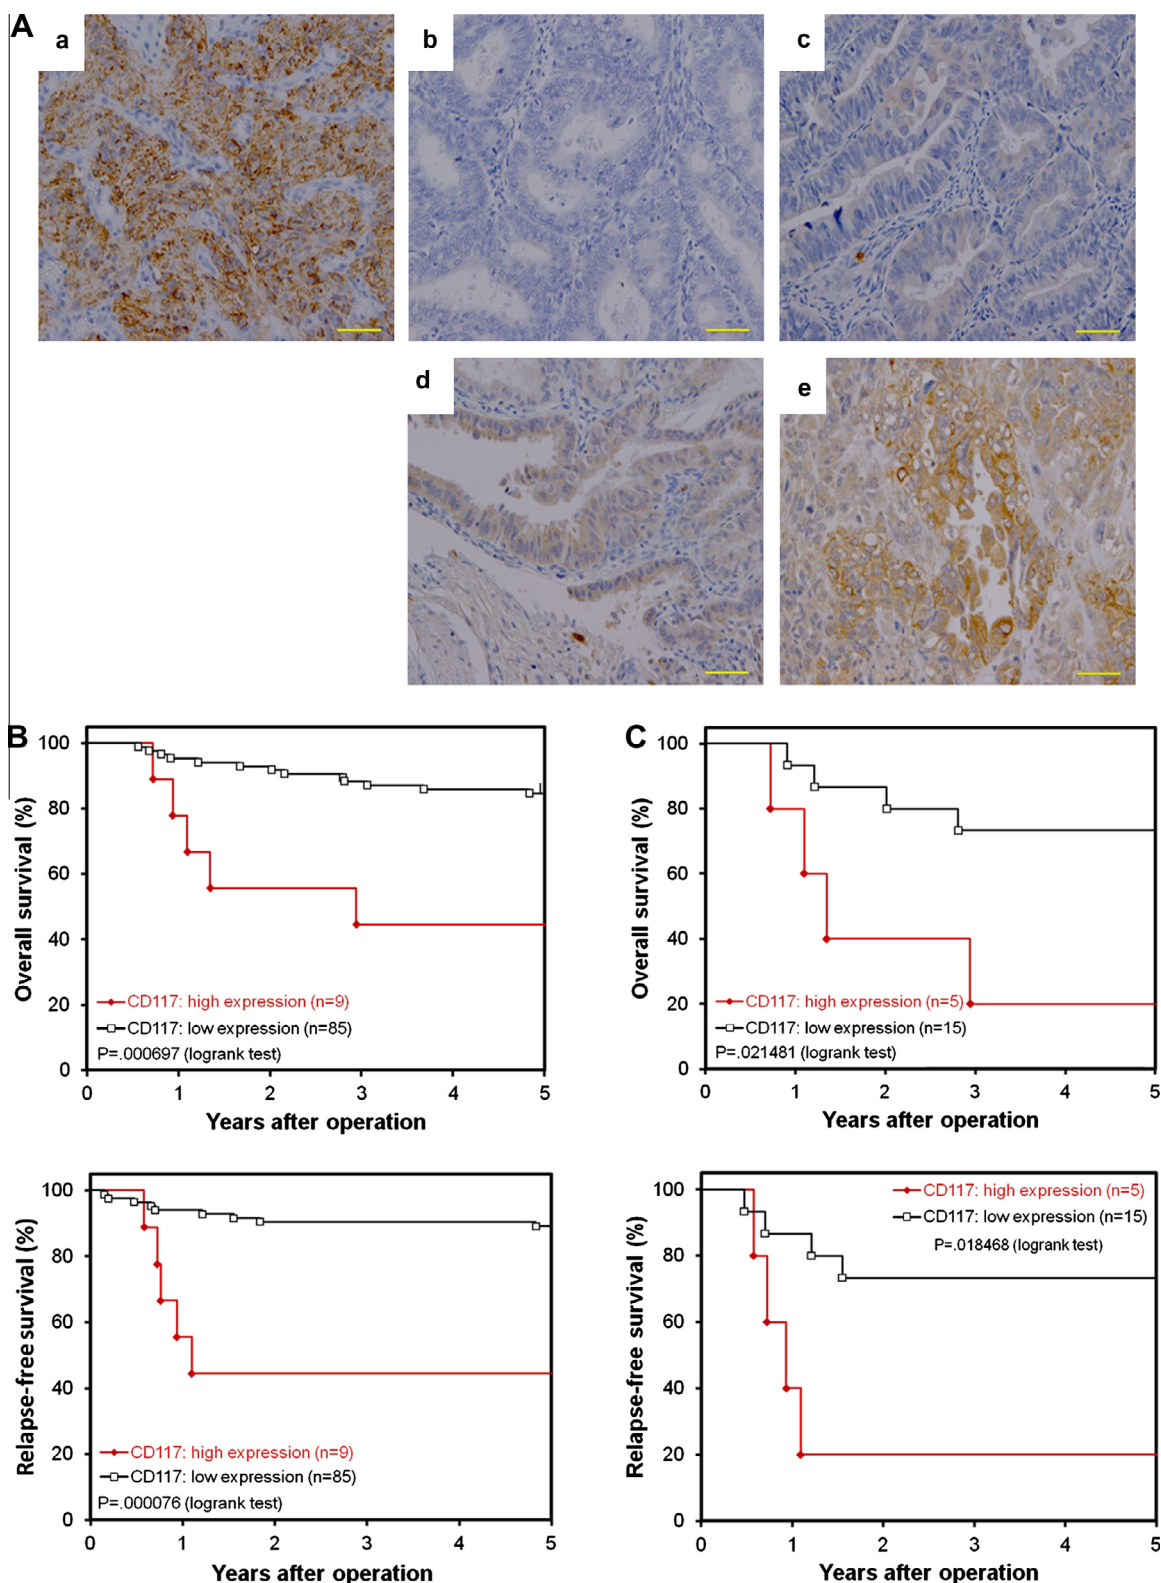 A
a
b
c
d
e
B
100
80
60
40
20
0
Overall survival (%)
CD117: high expression (n=9)
CD117: low expression (n=85)
P=.000697 (logrank test)
0 1 2 3 4 5
Years after operation
C
100
80
60
40
20
0
Overall survival (%)
CD117: high expression (n=5)
CD117: low expression (n=15)
P=.021481 (logrank test)
0 1 2 3 4 5
Years after operation
100
80
60
40
20
0
Relapse-free survival (%)
CD117: high expression (n=9)
CD117: low expression (n=85)
P=.000076 (logrank test)
0 1 2 3 4 5
Years after operation
100
80
60
40
20
0
Relapse-free survival (%)
CD117: high expression (n=5)
CD117: low expression (n=15)
P=.018468 (logrank test)
0 1 2 3 4 5
Years after operation